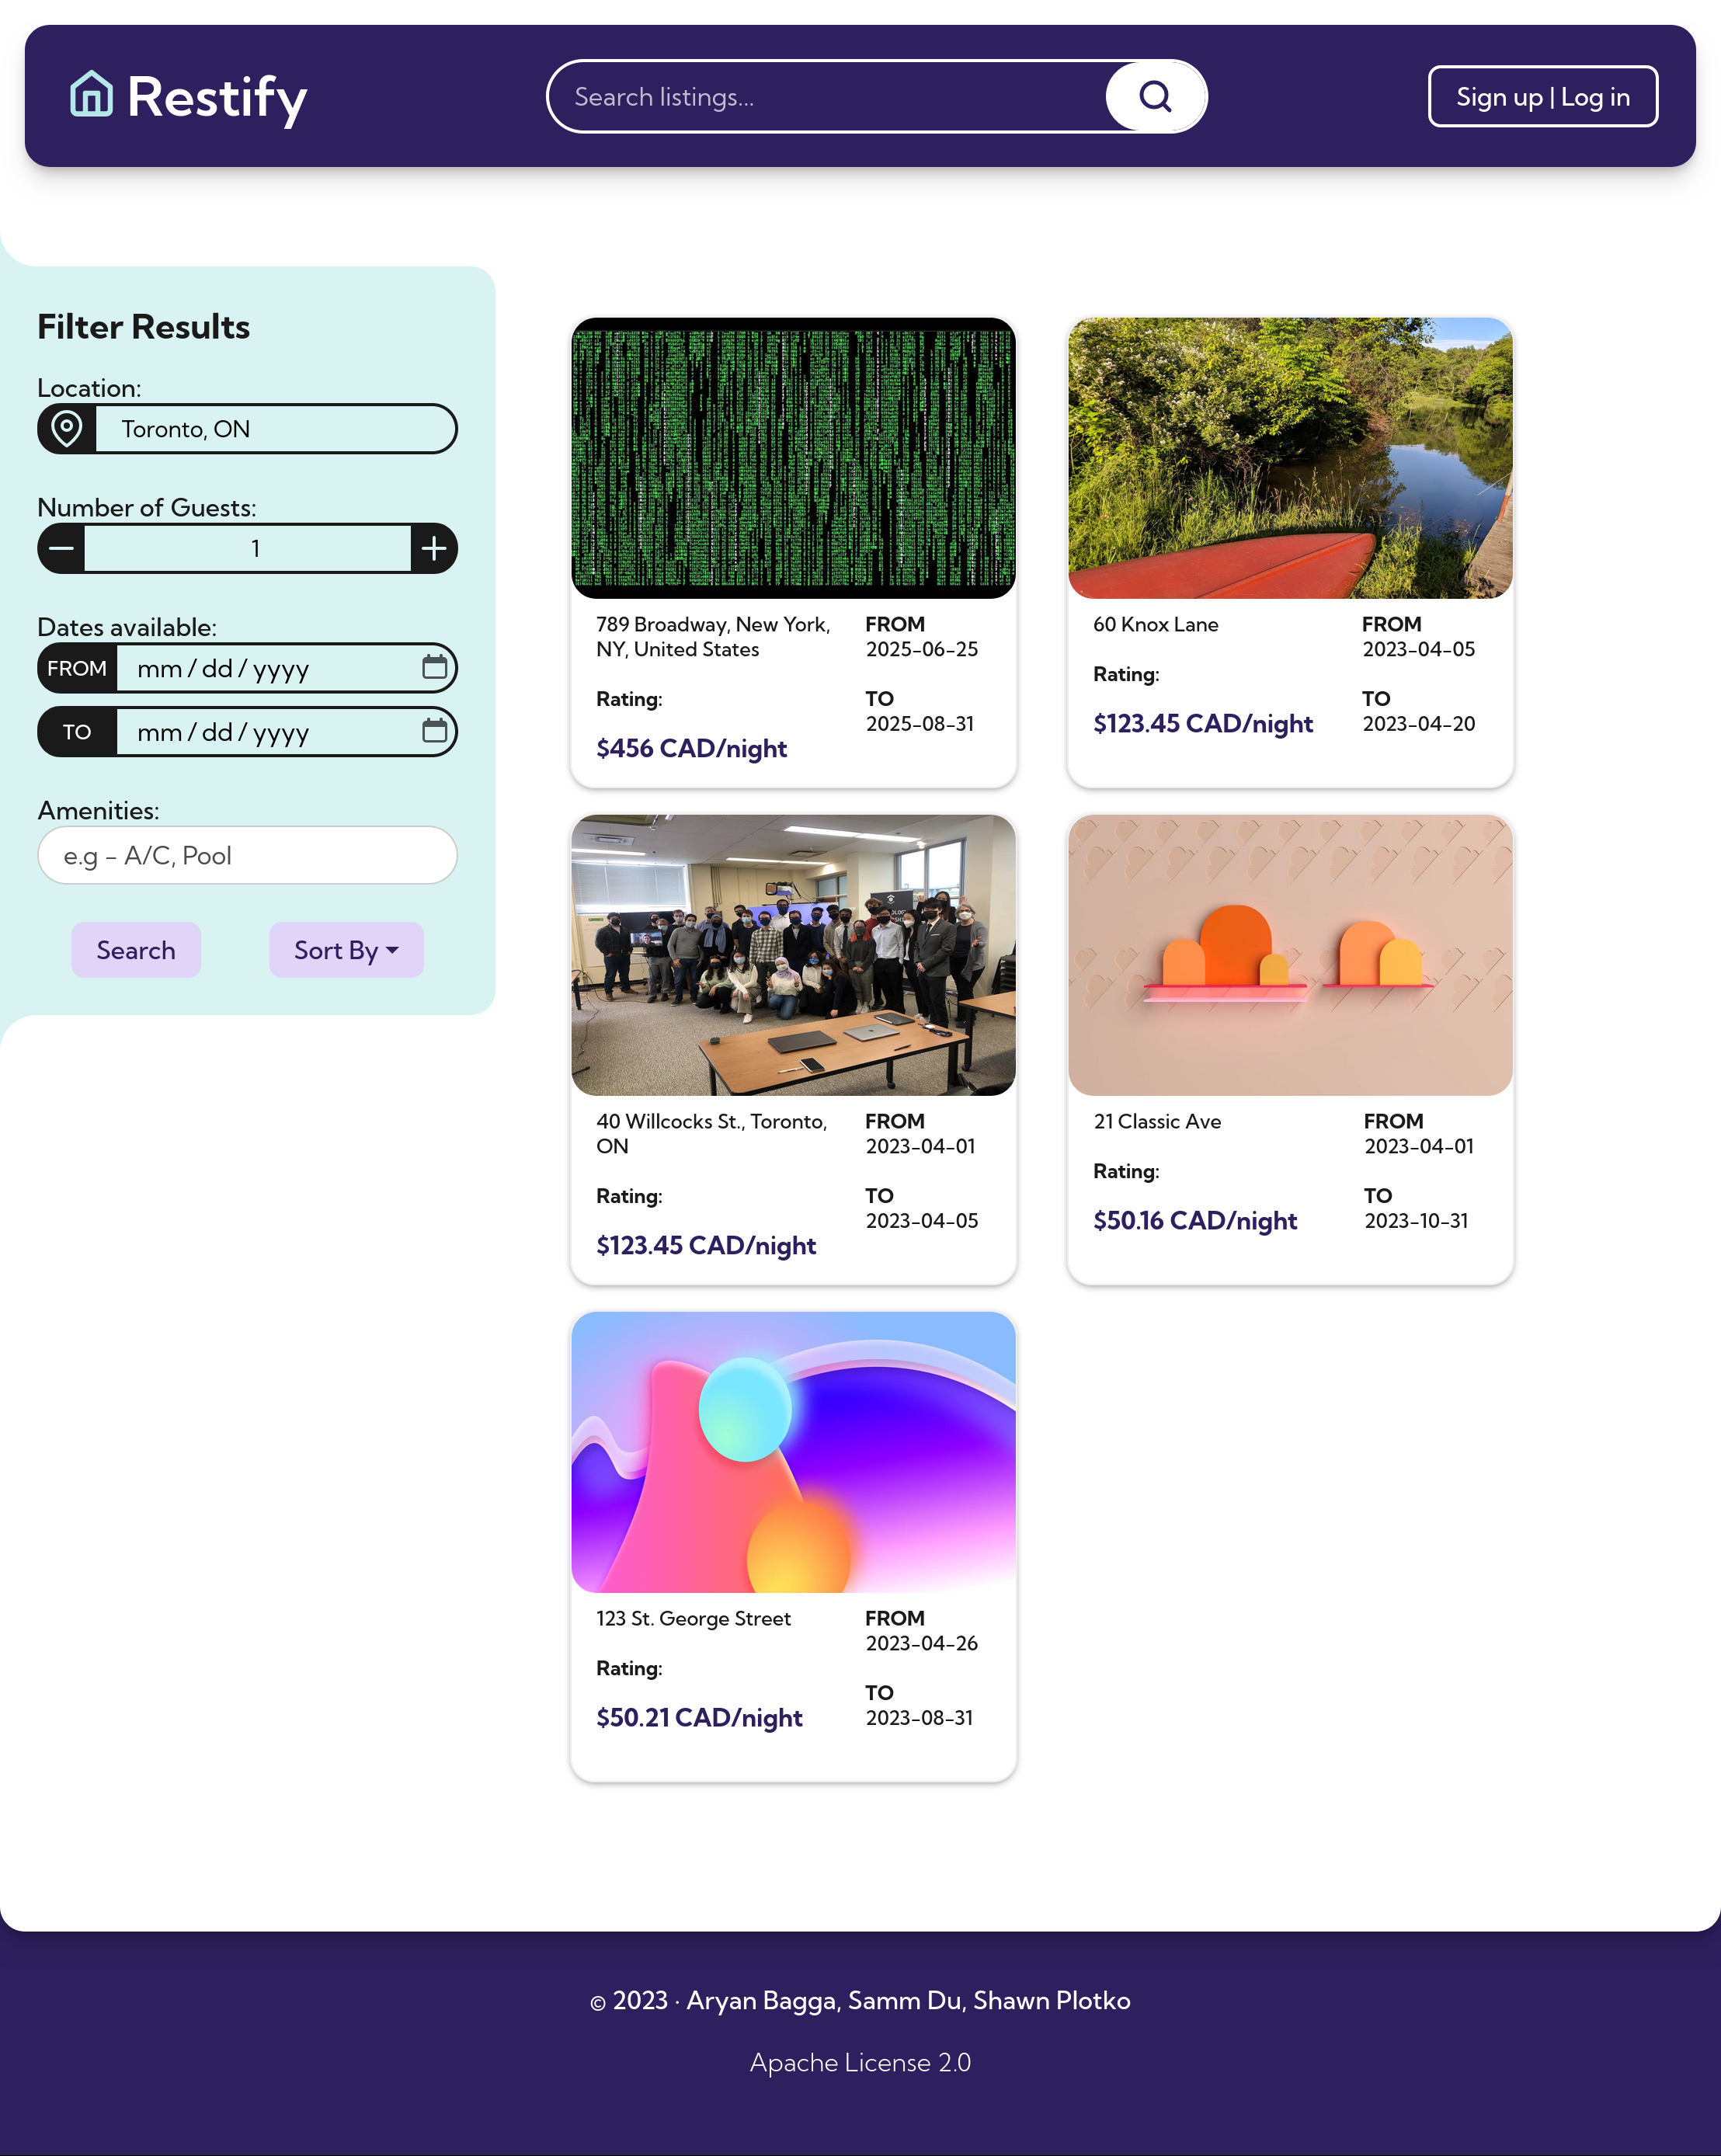 Restify
Search listings...
Sign up | Log in
Filter Results
Location:
Toronto, ON
Number of Guests:
1
Dates available:
FROM mm / dd / yyyy
TO mm / dd / yyyy
Amenities:
e.g - A/C, Pool
Search
Sort By
789 Broadway, New York,
NY, United States
Rating:
$456 CAD/night
FROM
2025-06-25
TO
2025-08-31
60 Knox Lane
Rating:
$123.45 CAD/night
FROM
2023-04-05
TO
2023-04-20
40 Willcocks St., Toronto,
ON
Rating:
$123.45 CAD/night
FROM
2023-04-01
TO
2023-04-05
21 Classic Ave
Rating:
$50.16 CAD/night
FROM
2023-04-01
TO
2023-10-31
123 St. George Street
Rating:
$50.21 CAD/night
FROM
2023-04-26
TO
2023-08-31
© 2023 · Aryan Bagga, Samm Du, Shawn Plotko
Apache License 2.0